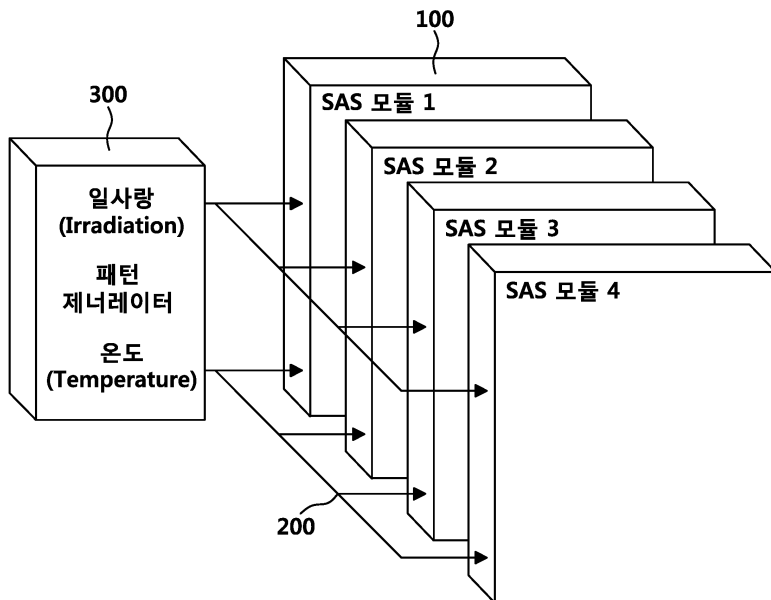 100
300
SAS 모듈 1
SAS 모듈 2
SAS 모듈 3
SAS 모듈 4
일사랑
(Irradiation)
패턴
제너레이터
온도
(Temperature)
200